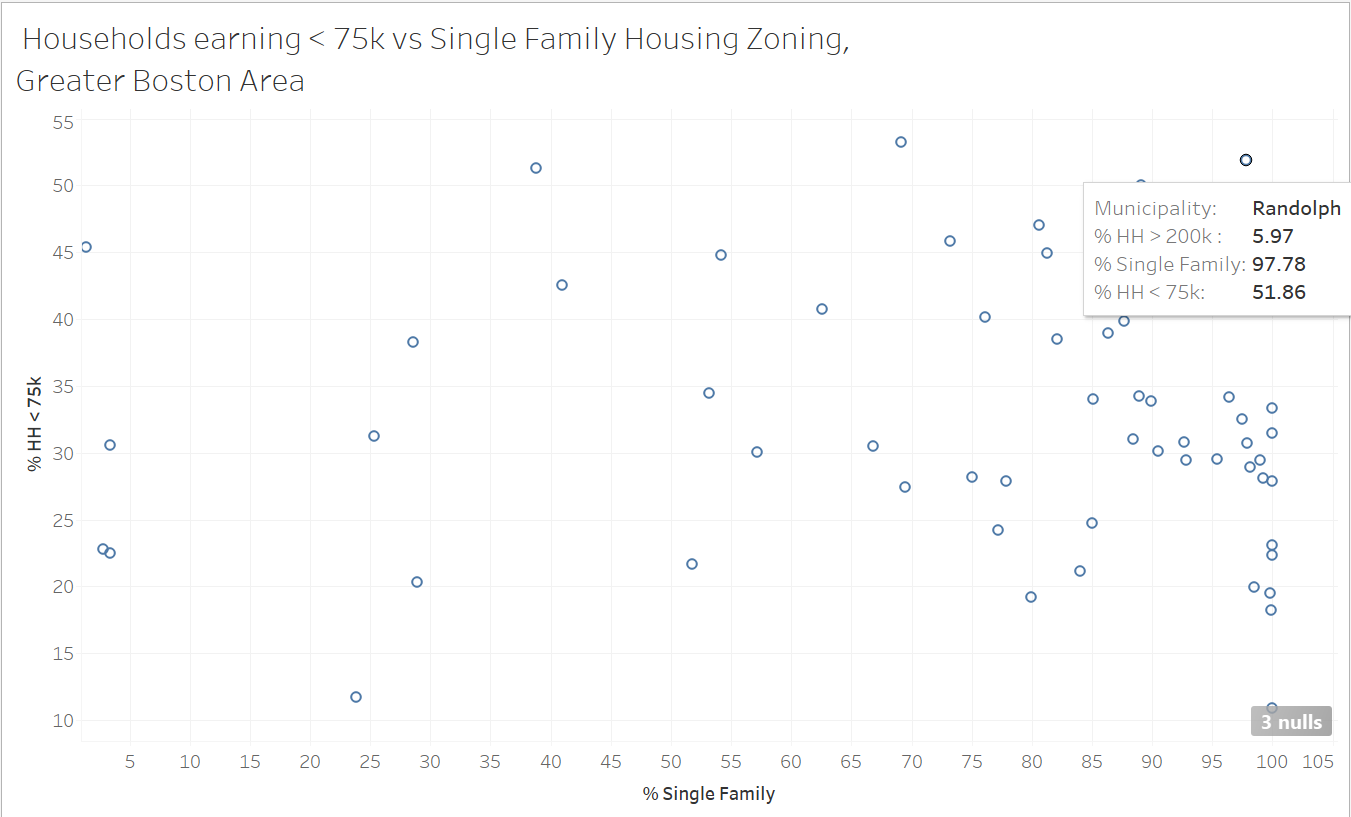 Households earning < 75k vs Single Family Housing Zoning,
Greater Boston Area
55
50
45
40
35
30
25
20
15
10
% HH < 75k
Municipality: Randolph
% HH > 200k : 5.97
% Single Family: 97.78
% HH < 75k: 51.86
3 nulls
5 10 15 20 25 30 35 40 45 50 55 60 65 70 75 80 85 90 95 100 105
% Single Family